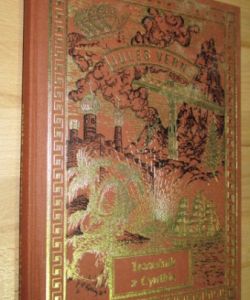 JULES VERNE
Trosečník
z Cynthie